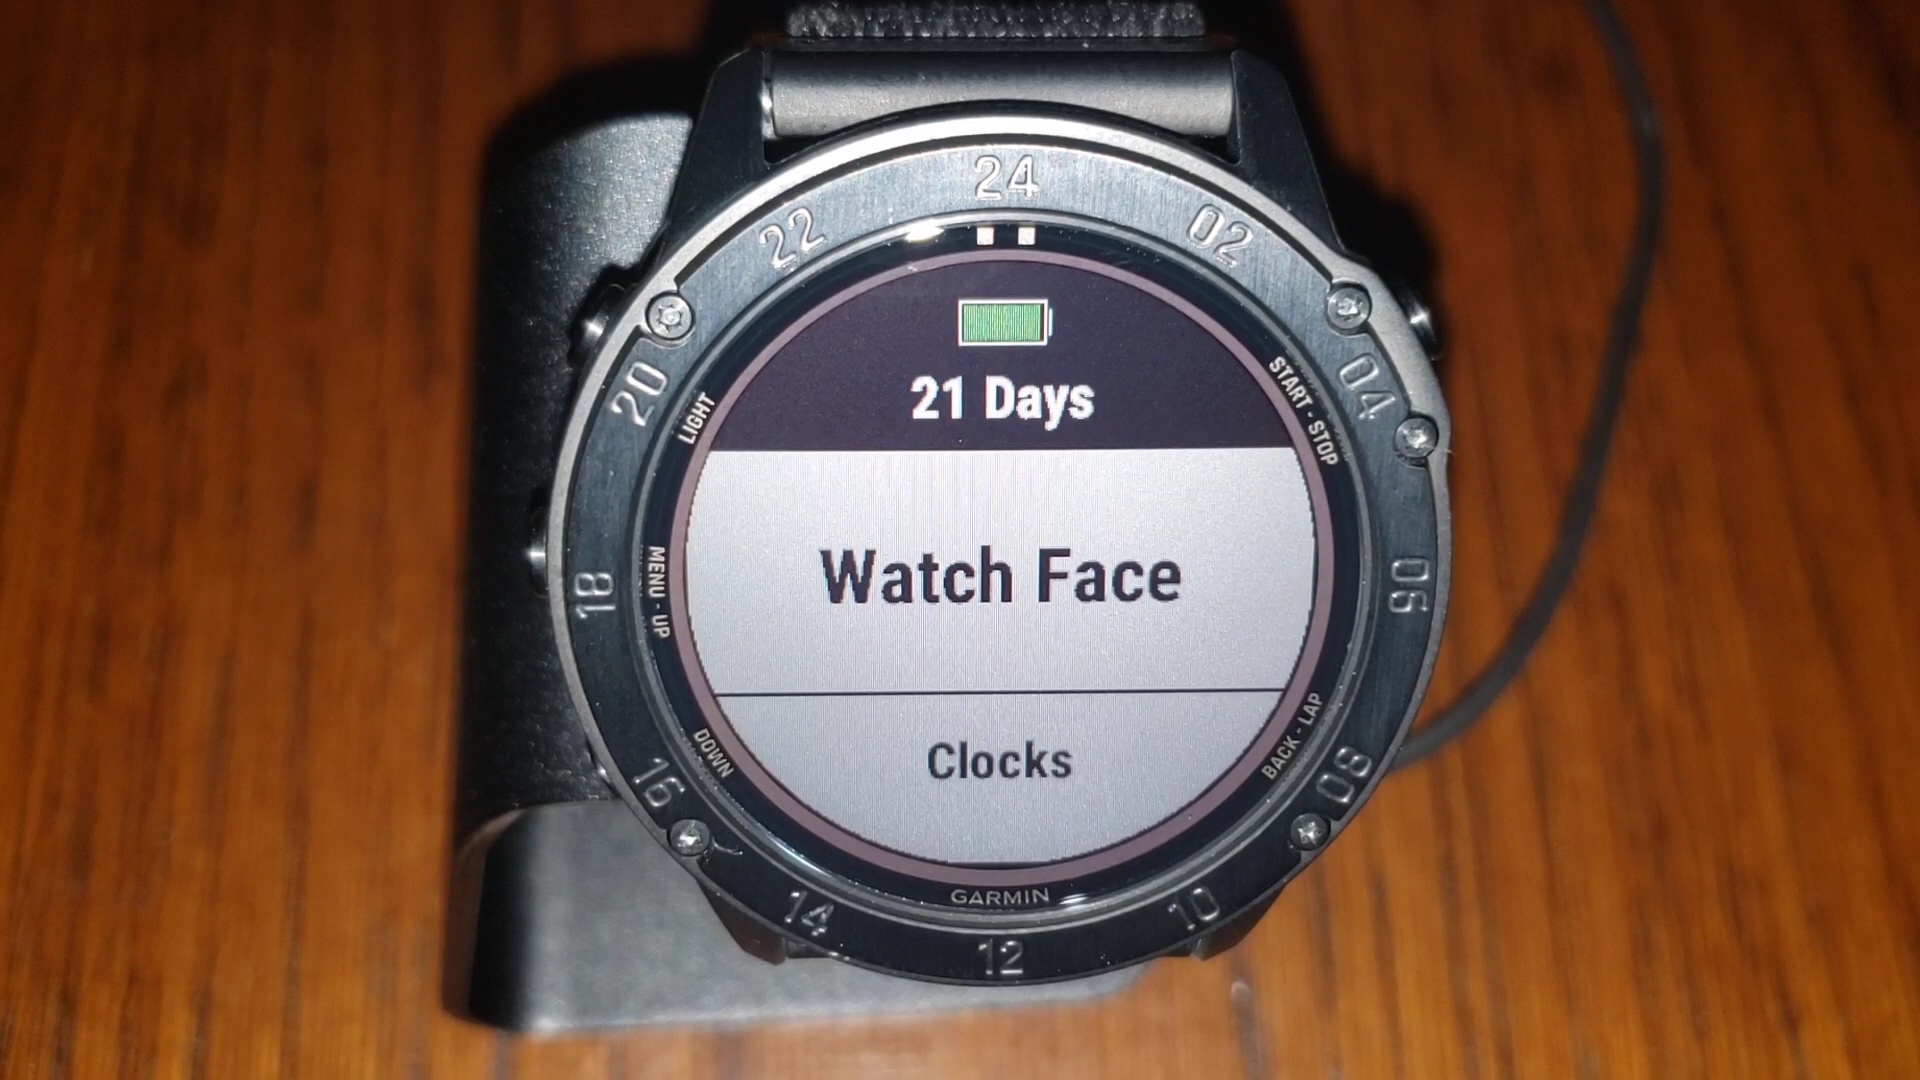 24
22
02
20
04
LIGHT
START · STOP
21 Days
Watch Face
18
MENU · UP
06
Clocks
DOWN
BACK · LAP
16
08
GARMIN
14
10
12